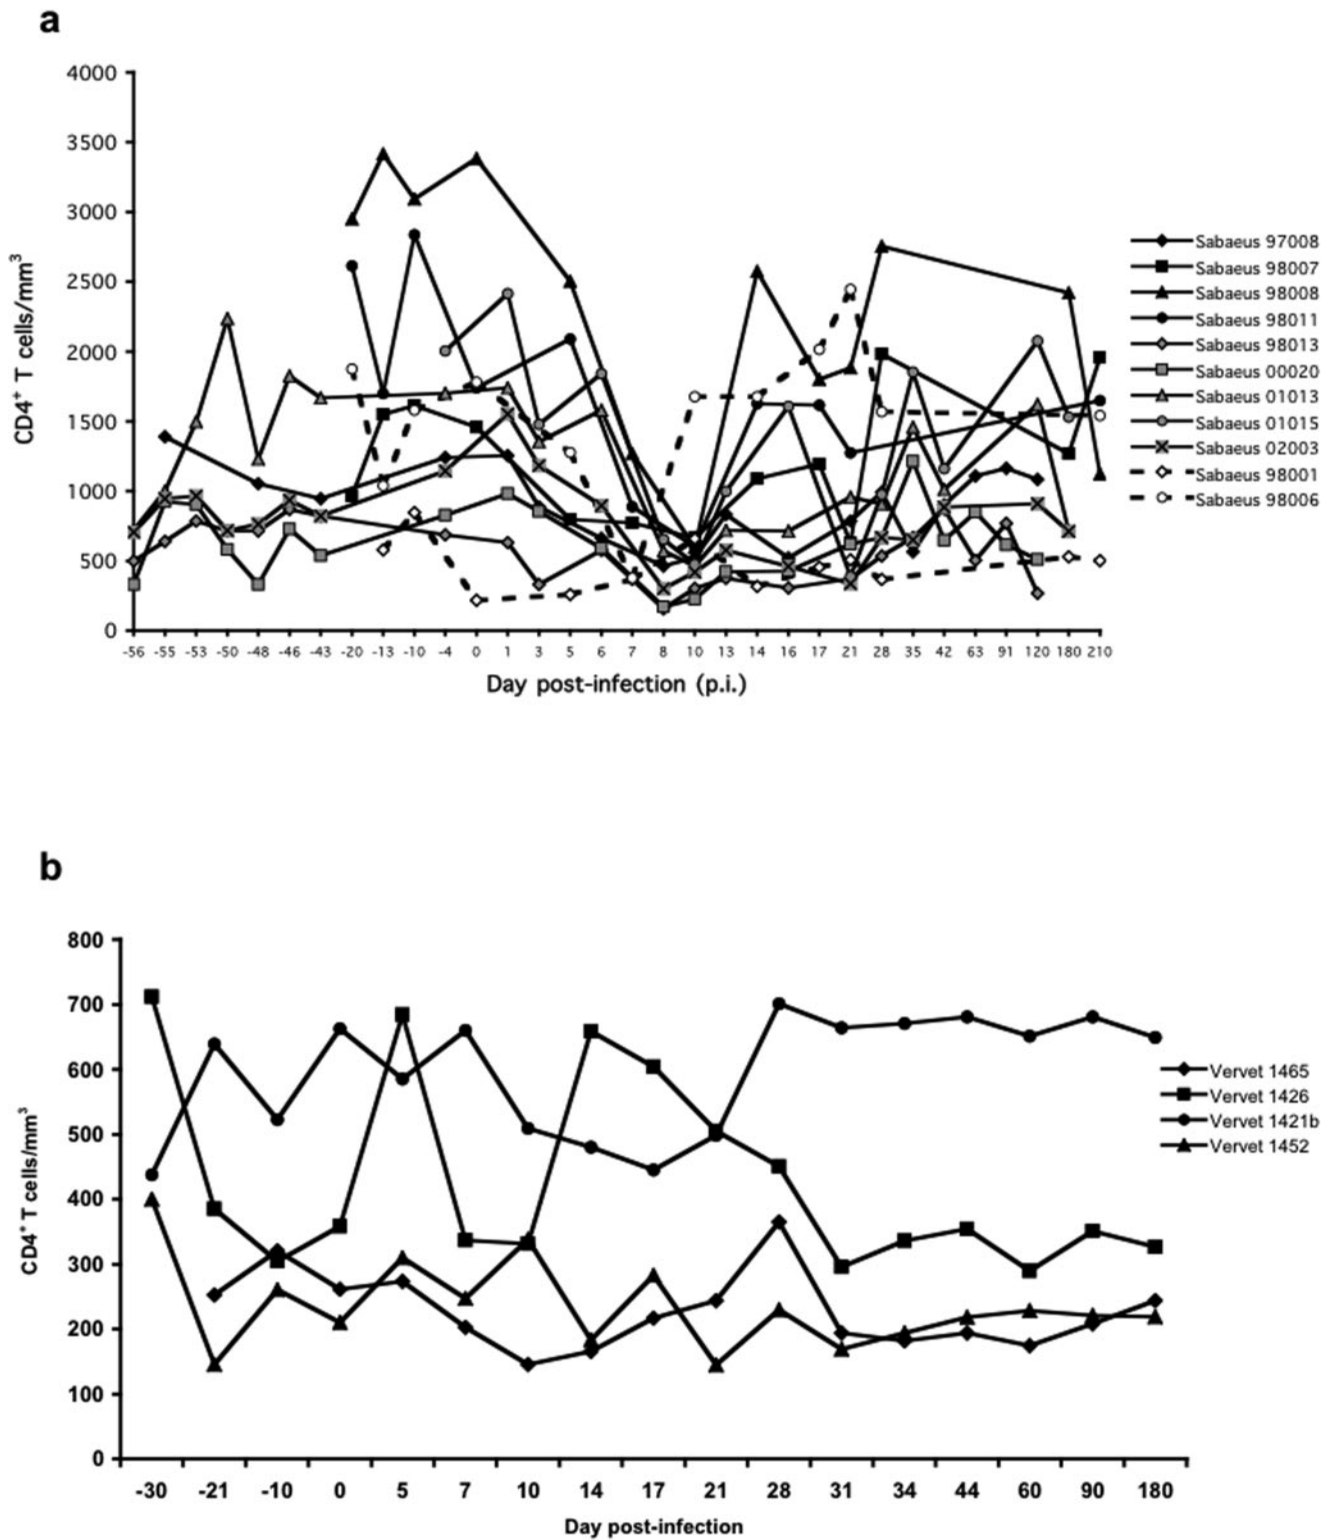 a
4000
3500
3000
2500
2000
1500
1000
500
0
CD4+ T cells/mm3
-56 -55 -53 -50 -48 -46 -43 -20 -13 -10 -4 0 1 3 5 6 7 8 10 13 14 16 17 21 28 35 42 63 91 120 180 210
Day post-infection (p.i.)
Sabaeus 97008
Sabaeus 98007
Sabaeus 98008
Sabaeus 98011
Sabaeus 98013
Sabaeus 00020
Sabaeus 01013
Sabaeus 01015
Sabaeus 02003
Sabaeus 98001
Sabaeus 98006
b
800
700
600
500
400
300
200
100
0
CD4+ T cells/mm3
-30 -21 -10 0 5 7 10 14 17 21 28 31 34 44 60 90 180
Day post-infection
Vervet 1465
Vervet 1426
Vervet 1421b
Vervet 1452